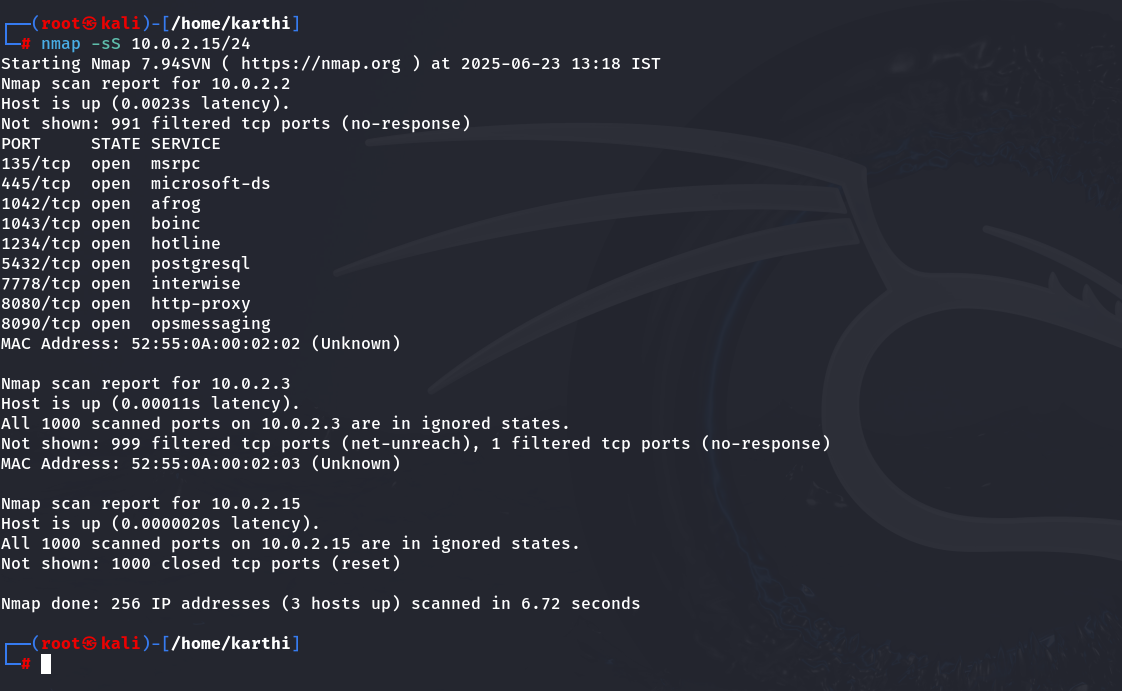 ┌──(root㉿kali)-[/home/karthi]
└─# nmap -sS 10.0.2.15/24
Starting Nmap 7.94SVN ( https://nmap.org ) at 2025-06-23 13:18 IST
Nmap scan report for 10.0.2.2
Host is up (0.0023s latency).
Not shown: 991 filtered tcp ports (no-response)
PORT     STATE SERVICE
135/tcp  open  msrpc
445/tcp  open  microsoft-ds
1042/tcp open  afrog
1043/tcp open  boinc
1234/tcp open  hotline
5432/tcp open  postgresql
7778/tcp open  interwise
8080/tcp open  http-proxy
8090/tcp open  opsmessaging
MAC Address: 52:55:0A:00:02:02 (Unknown)

Nmap scan report for 10.0.2.3
Host is up (0.00011s latency).
All 1000 scanned ports on 10.0.2.3 are in ignored states.
Not shown: 999 filtered tcp ports (net-unreach), 1 filtered tcp ports (no-response)
MAC Address: 52:55:0A:00:02:03 (Unknown)

Nmap scan report for 10.0.2.15
Host is up (0.0000020s latency).
All 1000 scanned ports on 10.0.2.15 are in ignored states.
Not shown: 1000 closed tcp ports (reset)

Nmap done: 256 IP addresses (3 hosts up) scanned in 6.72 seconds

┌──(root㉿kali)-[/home/karthi]
└─#